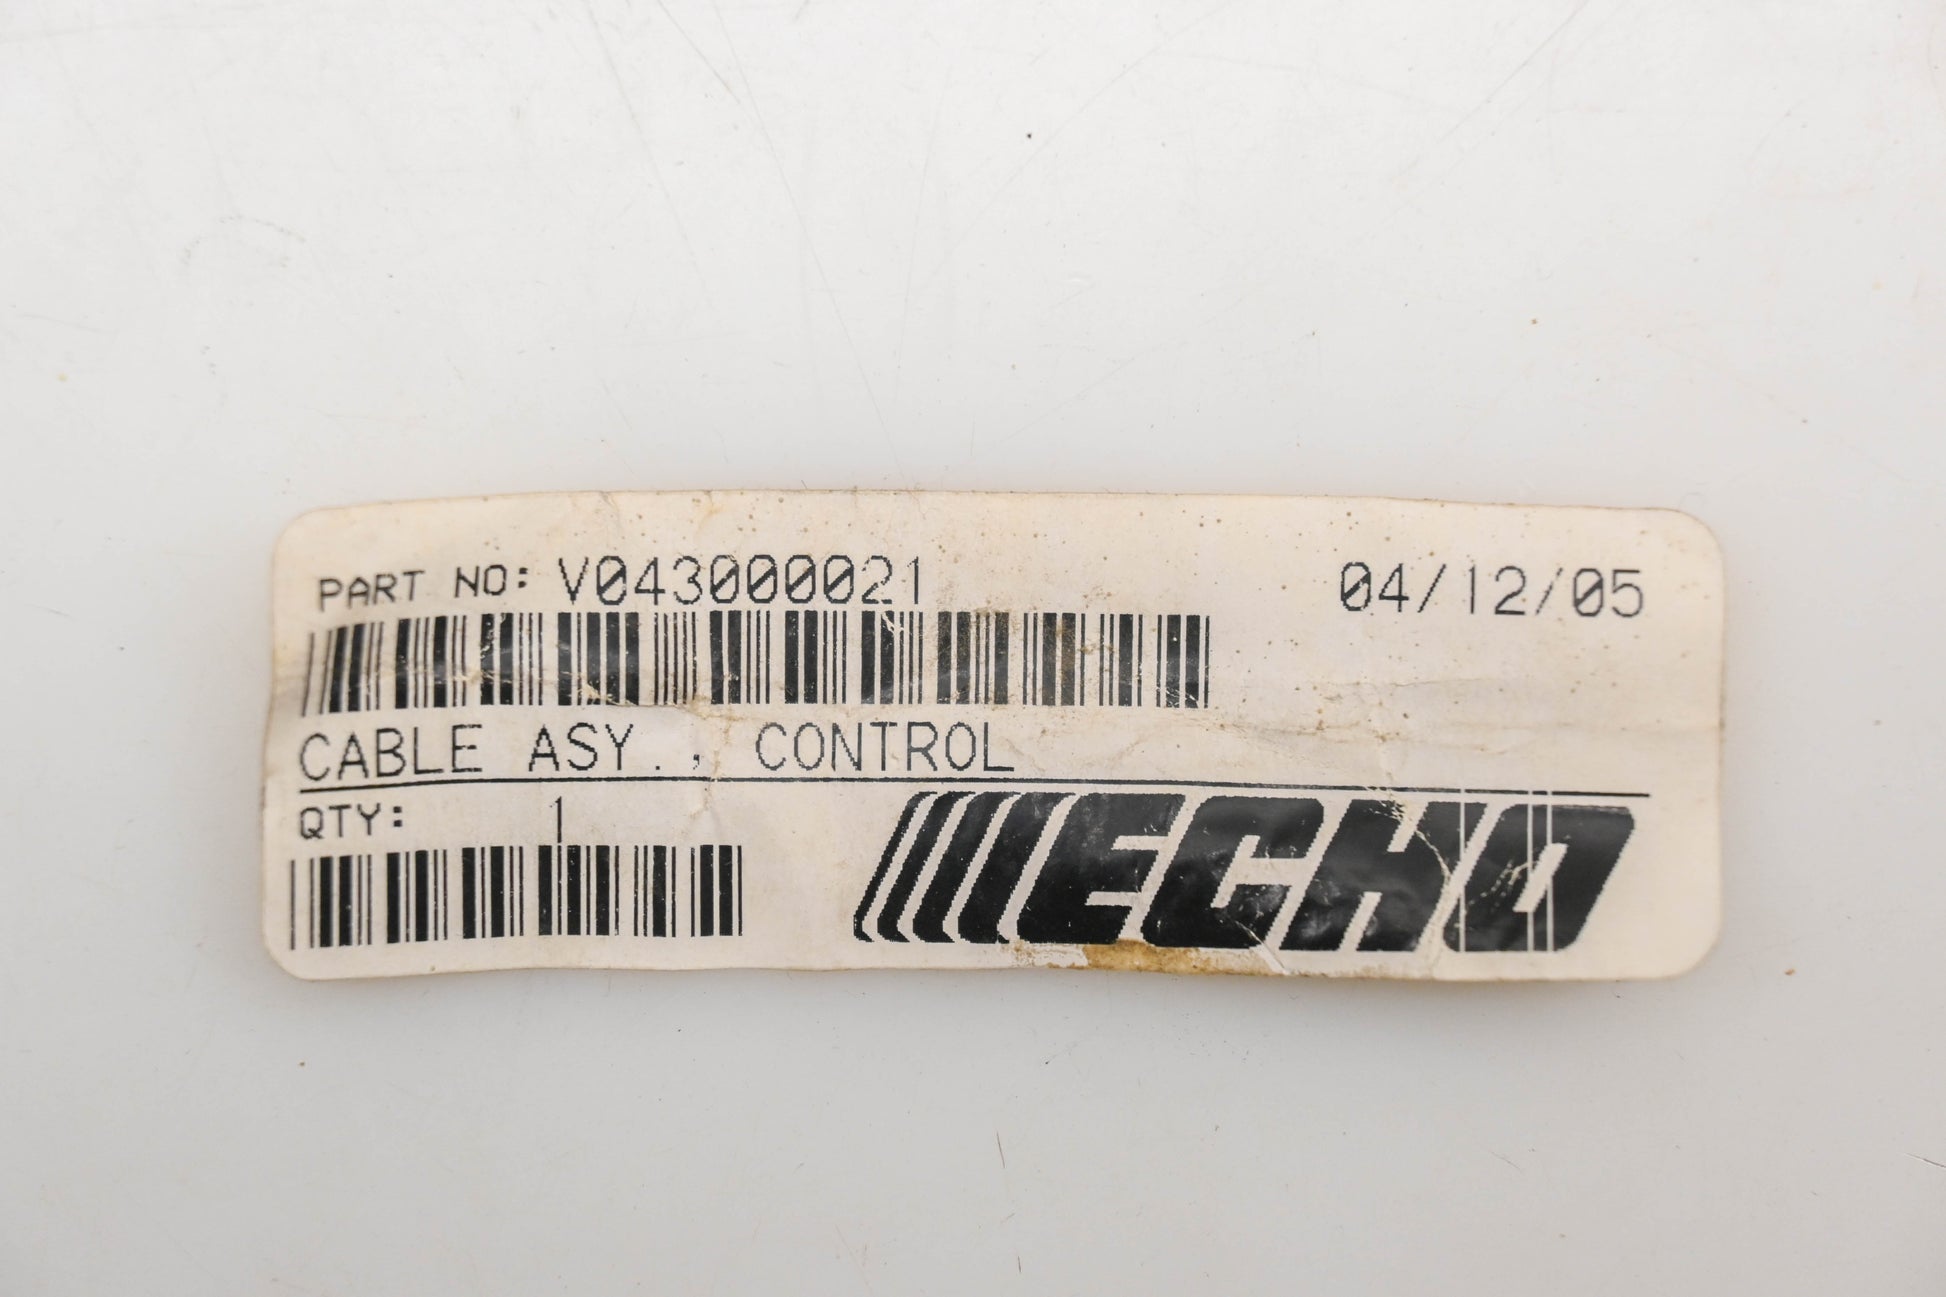 PART NO: V043000021 04/12/05
CABLE ASY., CONTROL
QTY: 1
ECHO